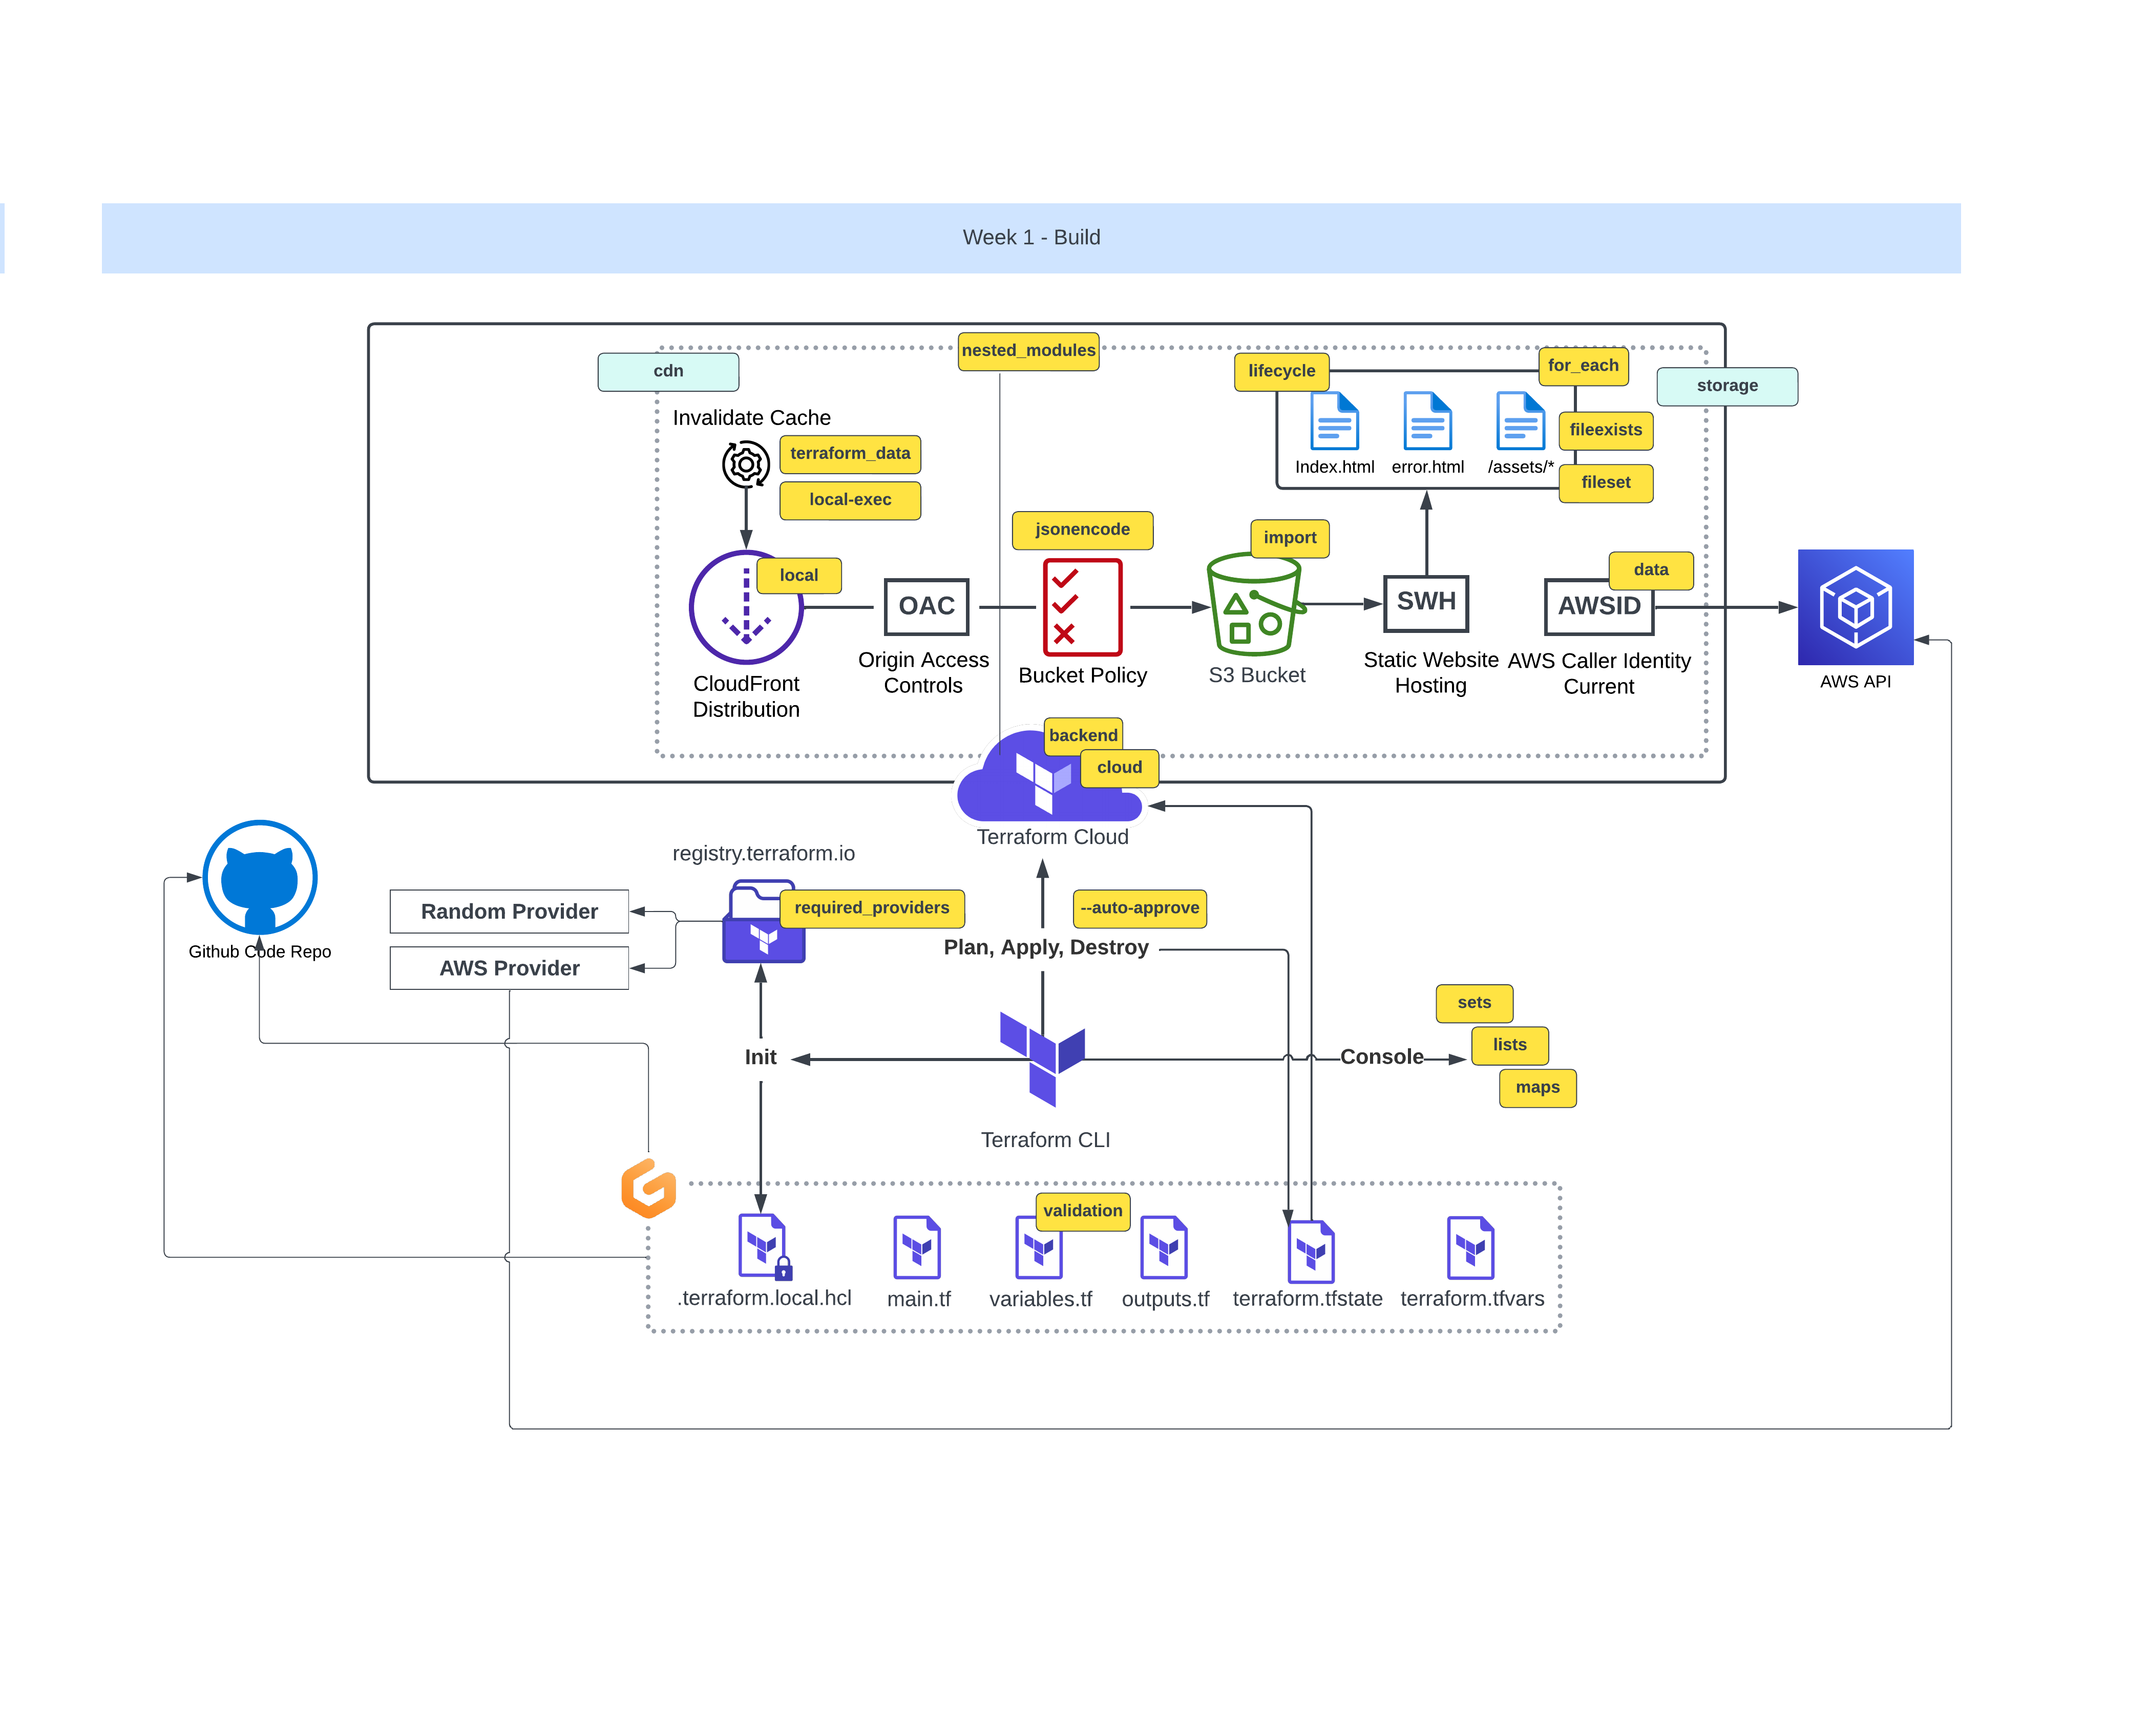 Week 1 - Build
nested_modules
cdn
lifecycle
for_each
storage
Invalidate Cache
terraform_data
local-exec
fileexists
fileset
Index.html
error.html
/assets/*
jsonencode
import
local
data
OAC
SWH
AWSID
Origin Access
Controls
Bucket Policy
S3 Bucket
Static Website
Hosting
AWS Caller Identity
Current
AWS API
CloudFront
Distribution
backend
cloud
Terraform Cloud
registry.terraform.io
Random Provider
required_providers
--auto-approve
Github Code Repo
AWS Provider
Plan, Apply, Destroy
sets
lists
maps
Init
Console
Terraform CLI
validation
.terraform.local.hcl
main.tf
variables.tf
outputs.tf
terraform.tfstate
terraform.tfvars